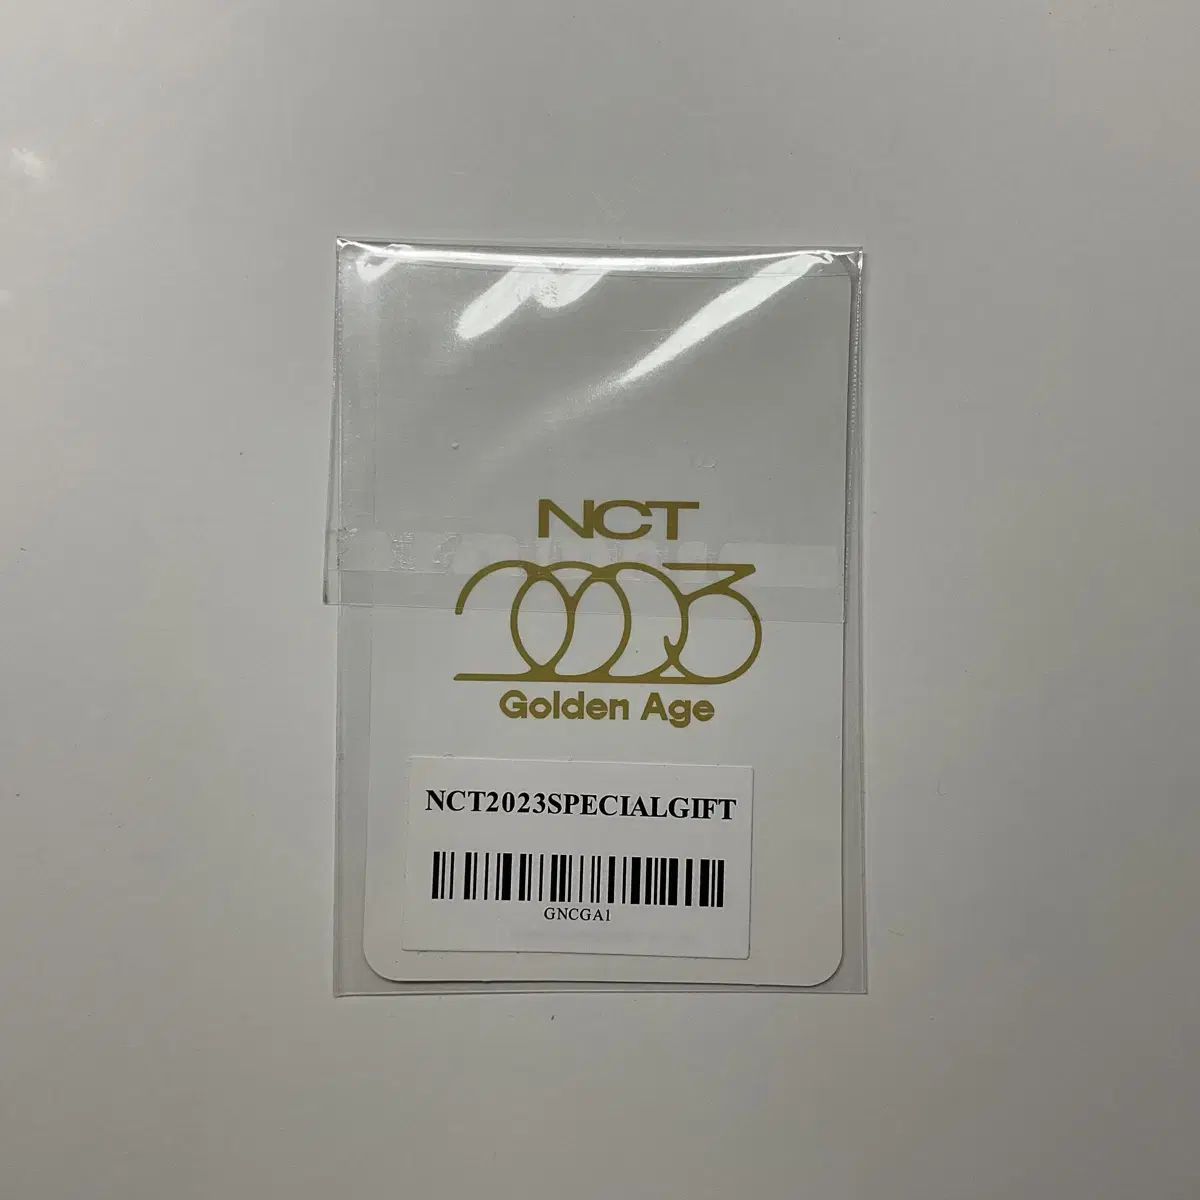 NCT
2023
Golden Age
NCT2023SPECIALGIFT
GNCGA1